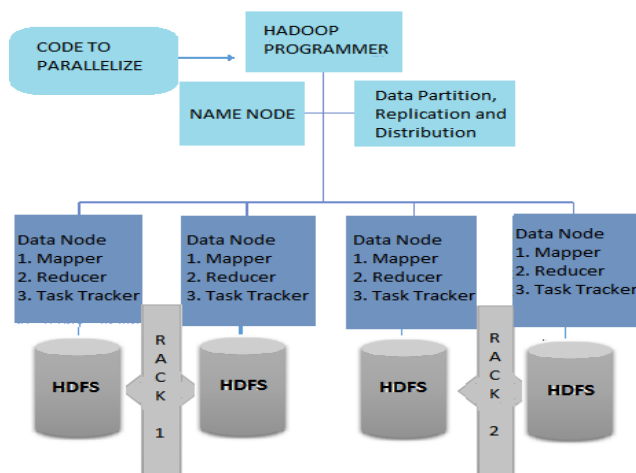 CODE TO
PARALLELIZE
HADOOP
PROGRAMMER
NAME NODE
Data Partition,
Replication and
Distribution
Data Node
1. Mapper
2. Reducer
3. Task Tracker
Data Node
1. Mapper
2. Reducer
3. Task Tracker
Data Node
1. Mapper
2. Reducer
3. Task Tracker
Data Node
1. Mapper
2. Reducer
3. Task Tracker
HDFS
RACK 1
HDFS
HDFS
RACK 2
HDFS